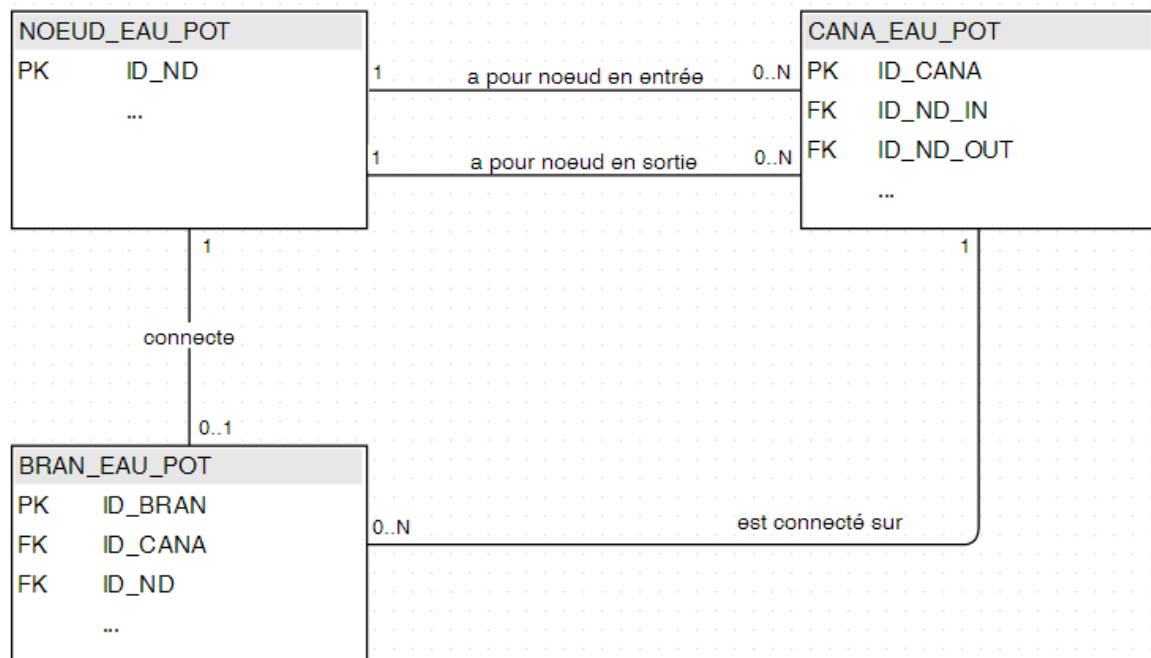 NOEUD_EAU_POT
PK ID_ND
...
CANA_EAU_POT
PK ID_CANA
FK ID_ND_IN
FK ID_ND_OUT
...
1 a pour noeud en entrée 0..N
1 a pour noeud en sortie 0..N
1
connecte
0..1
1
BRAN_EAU_POT
PK ID_BRAN
FK ID_CANA
FK ID_ND
...
0..N est connecté sur